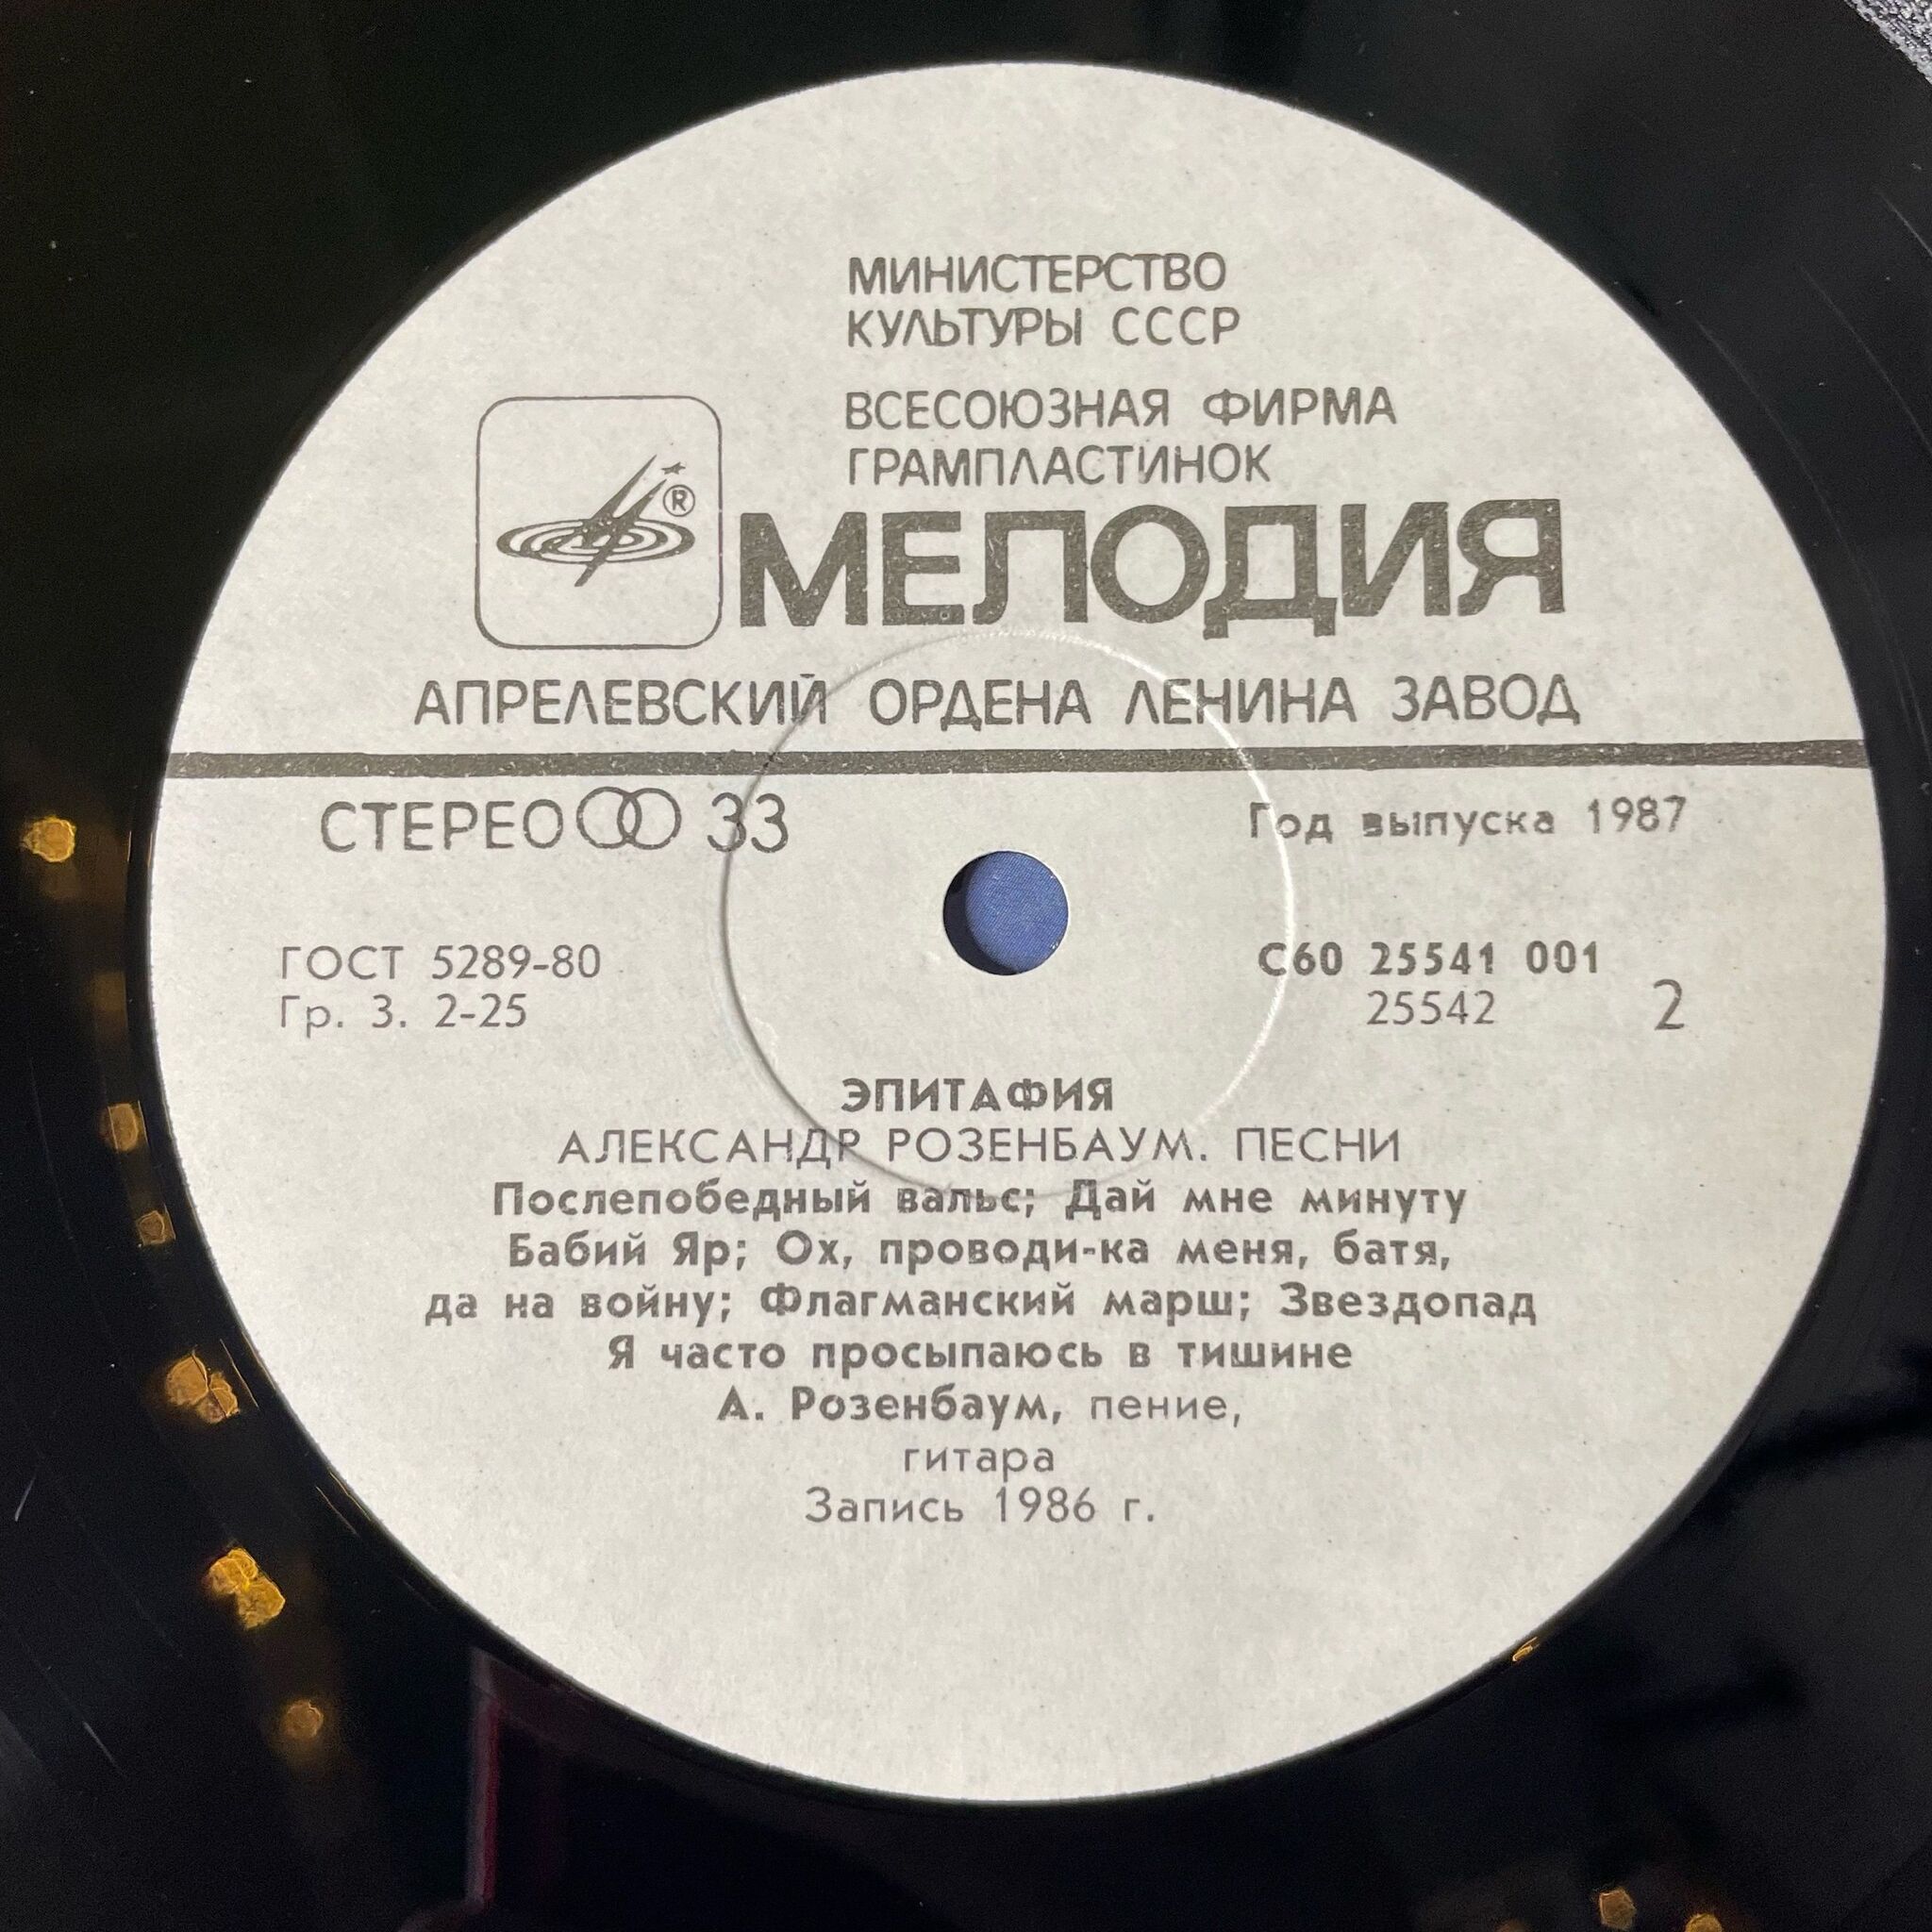 МИНИСТЕРСТВО
КУЛЬТУРЫ СССР
ВСЕСОЮЗНАЯ ФИРМА
ГРАМПЛАСТИНОК
®
МЕЛОДИЯ
АПРЕЛЕВСКИЙ ОРДЕНА ЛЕНИНА ЗАВОД
СТЕРЕО 33
Год выпуска 1987
ГОСТ 5289-80
Гр. 3. 2-25
С60 25541 001
25542
2
ЭПИТАФИЯ
АЛЕКСАНДР РОЗЕНБАУМ. ПЕСНИ
Послепобедный вальс; Дай мне минуту
Бабий Яр; Ох, проводи-ка меня, батя,
да на войну; Флагманский марш; Звездопад
Я часто просыпаюсь в тишине
А. Розенбаум, пение,
гитара
Запись 1986 г.